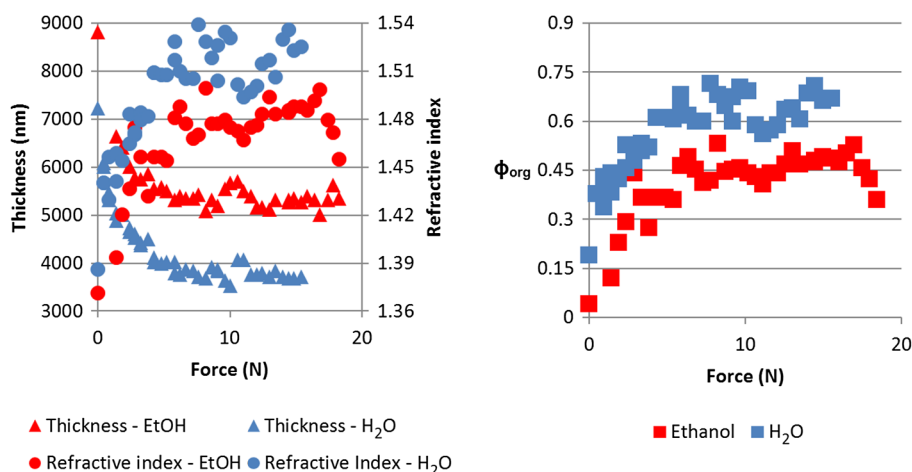 9000
8000
7000
6000
5000
4000
3000
Thickness (nm)
1.54
1.51
1.48
1.45
1.42
1.39
1.36
Refractive index
0 10 20
Force (N)
Thickness - EtOH
Thickness - H₂O
Refractive index - EtOH
Refractive Index - H₂O
0.9
0.75
0.6
0.45
0.3
0.15
0
Φorg
0 10 20
Force (N)
Ethanol H₂O